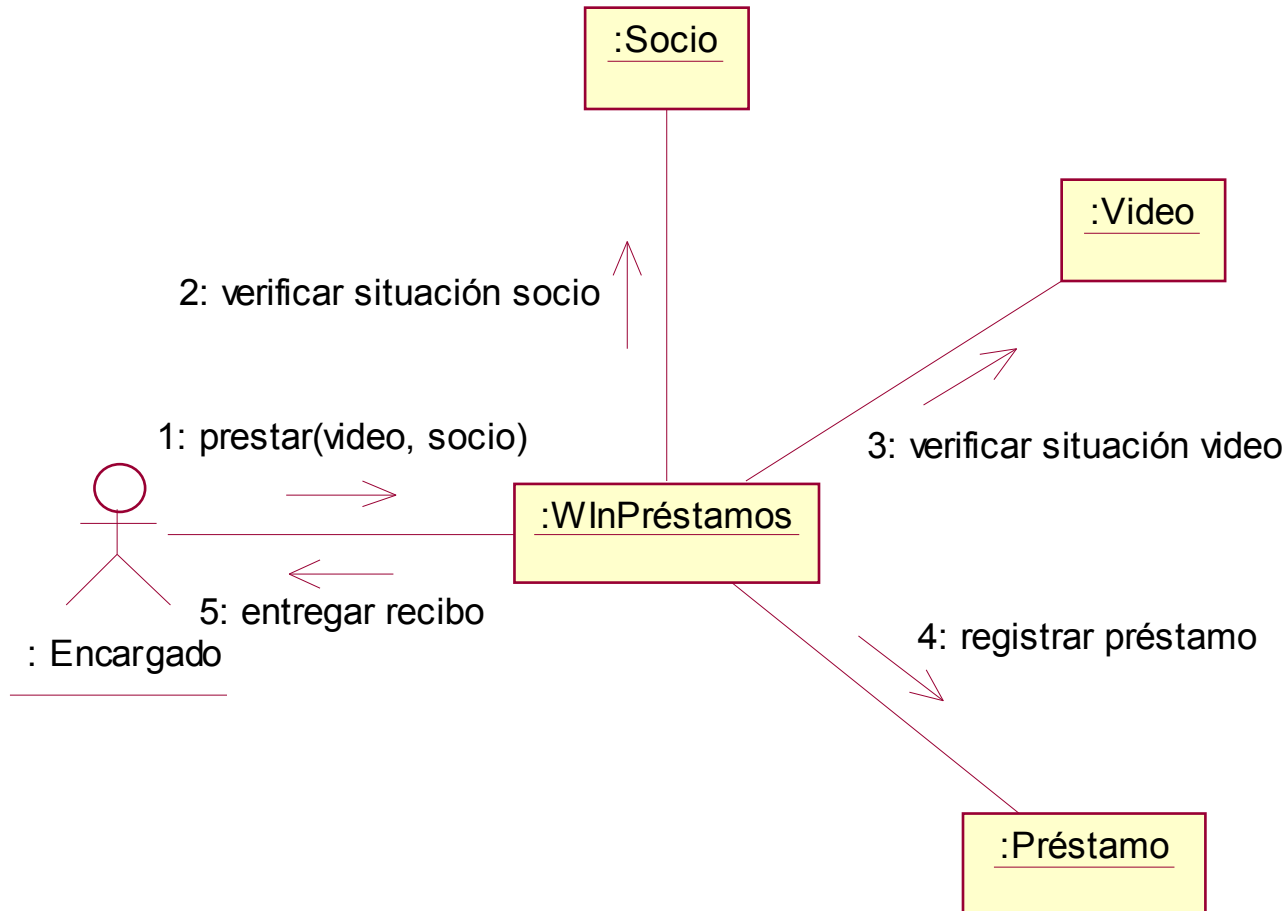 :Socio
:Video
2: verificar situación socio
1: prestar(video, socio)
3: verificar situación video
:WInPréstamos
5: entregar recibo
4: registrar préstamo
: Encargado
:Préstamo